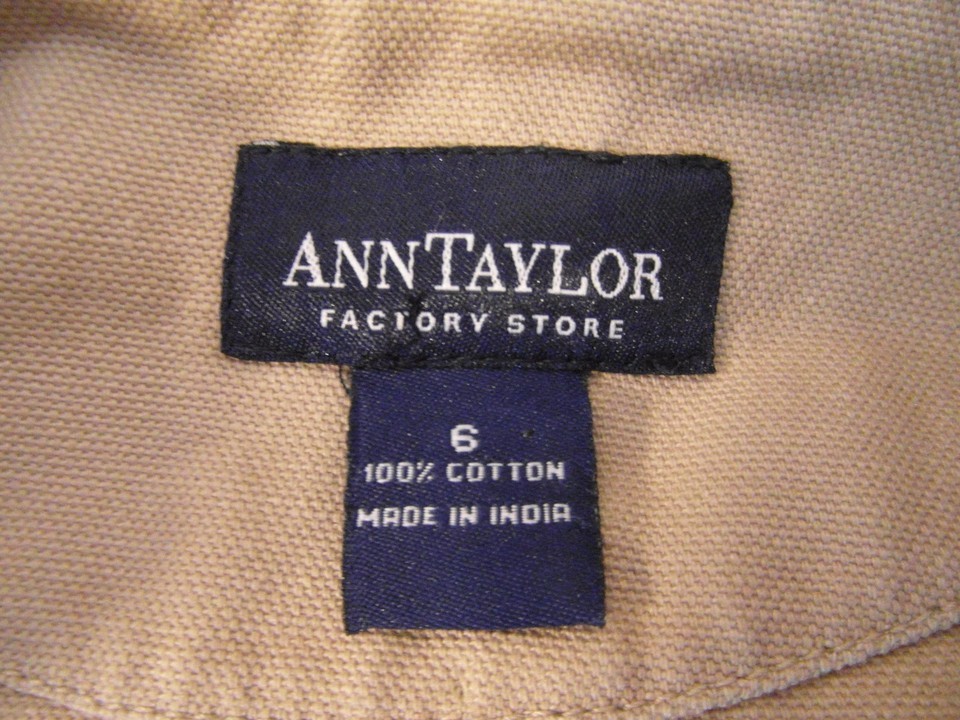 ANNTAYLOR
FACTORY STORE
6
100% COTTON
MADE IN INDIA